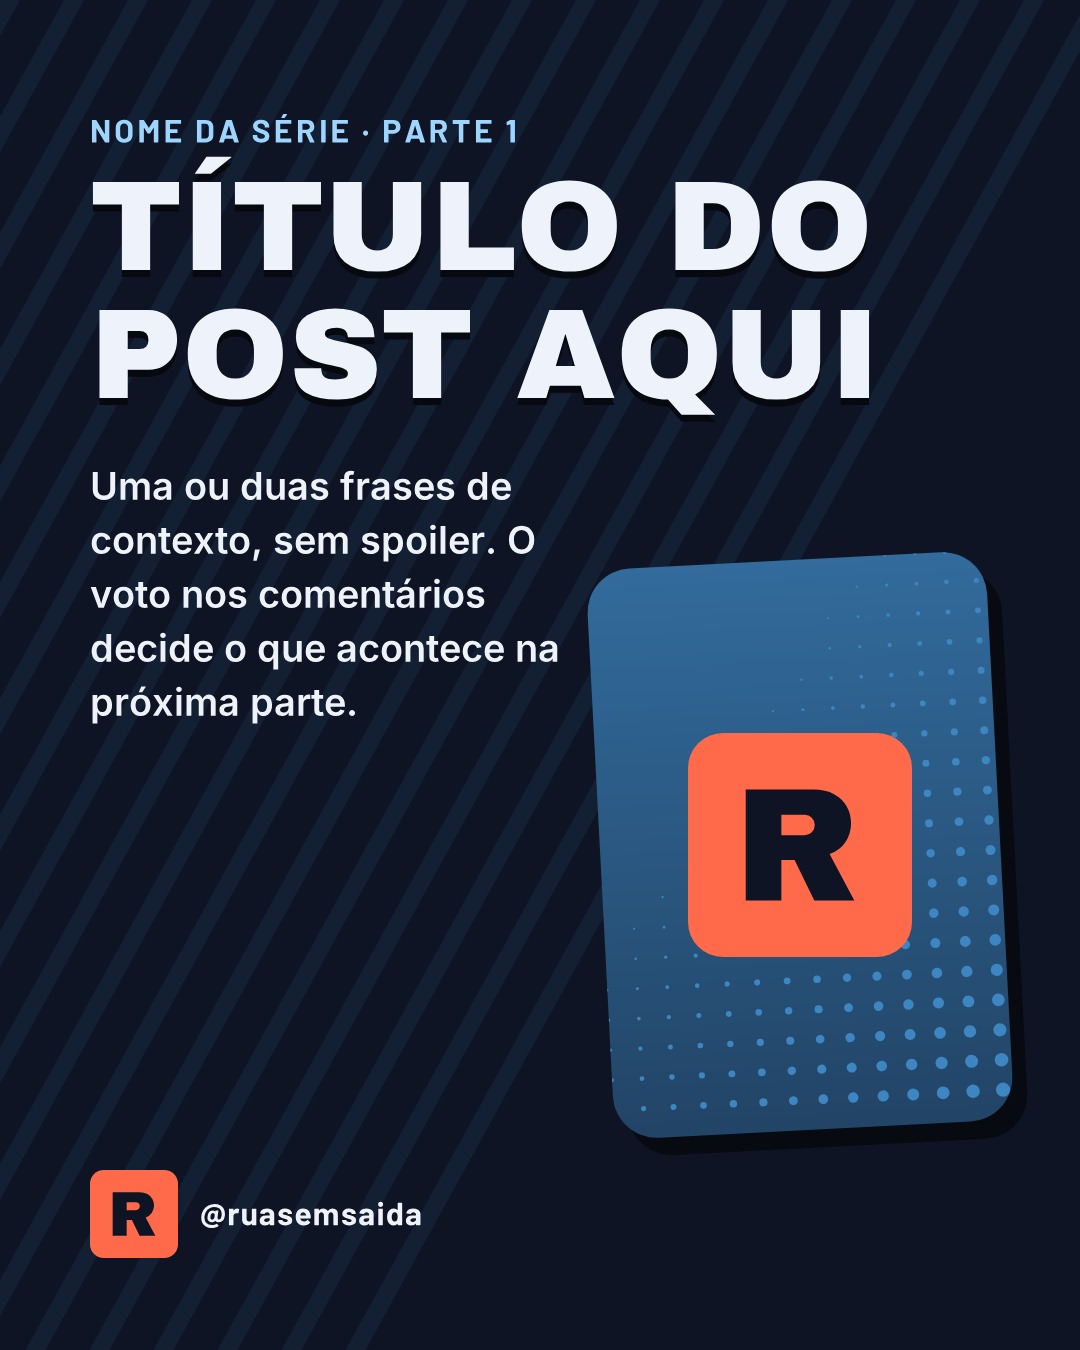 NOME DA SÉRIE · PARTE 1
TÍTULO DO
POST AQUI
Uma ou duas frases de
contexto, sem spoiler. O
voto nos comentários
decide o que acontece na
próxima parte.
R
R
@ruasemsaida